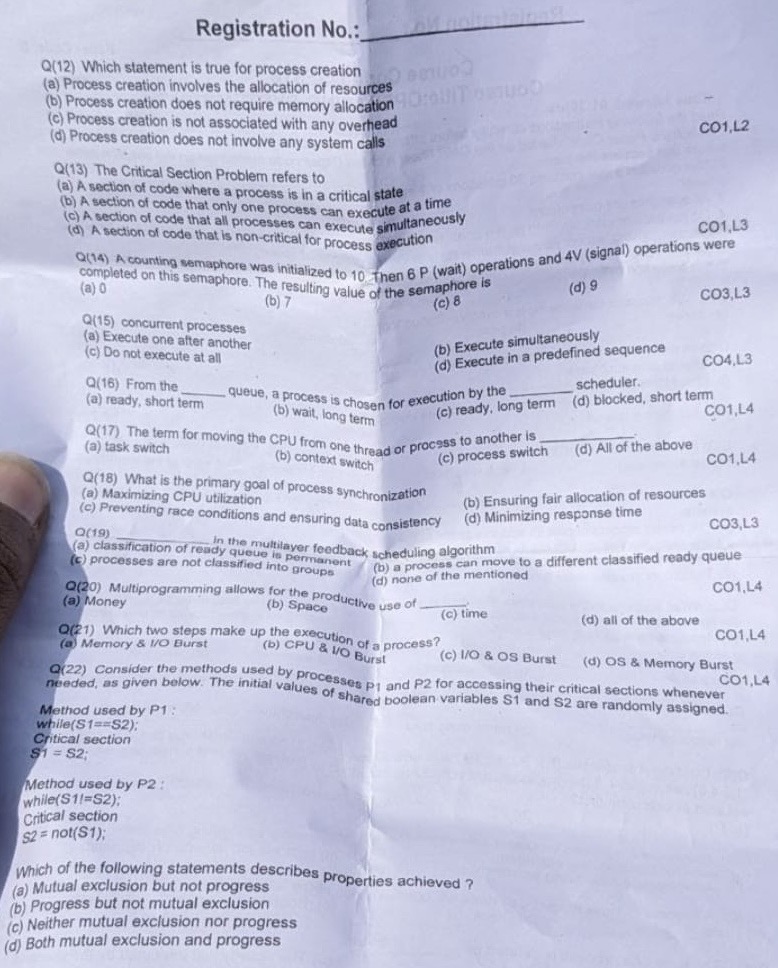 Registration No.:
Q(12) Which statement is true for process creation
(a) Process creation involves the allocation of resources
(b) Process creation does not require memory allocation
(c) Process creation is not associated with any overhead
(d) Process creation does not involve any system calls
CO1,L2
Q(13) The Critical Section Problem refers to
(a) A section of code where a process is in a critical state
(b) A section of code that only one process can execute at a time
(c) A section of code that all processes can execute simultaneously
(d) A section of code that is non-critical for process execution
CO1,L3
Q(14) A counting semaphore was initialized to 10. Then 6 P (wait) operations and 4V (signal) operations were
completed on this semaphore. The resulting value of the semaphore is
(a) 0 (b) 7 (c) 8 (d) 9
CO3,L3
Q(15) concurrent processes
(a) Execute one after another (b) Execute simultaneously
(c) Do not execute at all (d) Execute in a predefined sequence
CO4,L3
Q(16) From the ______ queue, a process is chosen for execution by the ________ scheduler.
(a) ready, short term (b) wait, long term (c) ready, long term (d) blocked, short term
CO1,L4
Q(17) The term for moving the CPU from one thread or process to another is ____________.
(a) task switch (b) context switch (c) process switch (d) All of the above
CO1,L4
Q(18) What is the primary goal of process synchronization
(a) Maximizing CPU utilization (b) Ensuring fair allocation of resources
(c) Preventing race conditions and ensuring data consistency (d) Minimizing response time
CO3,L3
Q(19) ____________ in the multilayer feedback scheduling algorithm
(a) classification of ready queue is permanent (b) a process can move to a different classified ready queue
(c) processes are not classified into groups (d) none of the mentioned
CO1,L4
Q(20) Multiprogramming allows for the productive use of ______.
(a) Money (b) Space (c) time (d) all of the above
CO1,L4
Q(21) Which two steps make up the execution of a process?
(a) Memory & I/O Burst (b) CPU & I/O Burst (c) I/O & OS Burst (d) OS & Memory Burst
CO1,L4
Q(22) Consider the methods used by processes P1 and P2 for accessing their critical sections whenever
needed, as given below. The initial values of shared boolean variables S1 and S2 are randomly assigned.
Method used by P1 :
while(S1==S2);
Critical section
S1 = S2;
Method used by P2 :
while(S1!=S2);
Critical section
S2 = not(S1);
Which of the following statements describes properties achieved ?
(a) Mutual exclusion but not progress
(b) Progress but not mutual exclusion
(c) Neither mutual exclusion nor progress
(d) Both mutual exclusion and progress